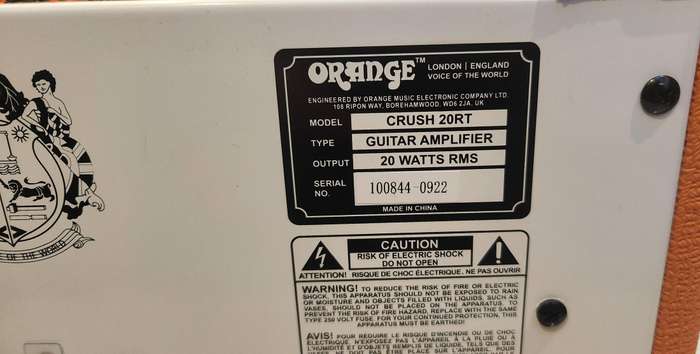 ORANGE™ LONDON | ENGLAND
VOICE OF THE WORLD
ENGINEERED BY ORANGE MUSIC ELECTRONIC COMPANY LTD.
108 RIPON WAY, BOREHAMWOOD, WD6 2JA. UK
MODEL CRUSH 20RT
TYPE GUITAR AMPLIFIER
OUTPUT 20 WATTS RMS
SERIAL NO. 100844-0922
MADE IN CHINA
OF THE WORLD
CAUTION
RISK OF ELECTRIC SHOCK
DO NOT OPEN
ATTENTION! RISQUE DE CHOC ÉLECTRIQUE. NE PAS OUVRIR
WARNING! TO REDUCE THE RISK OF FIRE OR ELECTRIC
SHOCK, THIS APPARATUS SHOULD NOT BE EXPOSED TO RAIN
OR MOISTURE AND OBJECTS FILLED WITH LIQUIDS, SUCH AS
VASES, SHOULD NOT BE PLACED ON THE APPARATUS. TO
PREVENT THE RISK OF FIRE HAZARD, REPLACE WITH THE SAME
TYPE 250 VOLT FUSE. FOR YOUR CONTINUED PROTECTION, THIS
APPARATUS MUST BE EARTHED!
AVIS! POUR REDUIRE LE RISQUE D'INCENDIE OU DE CHOC
ELECTRIQUE N'EXPOSEZ PAS L'APPAREIL A LA PLUIE OU A
L'HUMIDITE ET D'OBJETS REMPLIS DE LIQUIDE, TELS QUE DES